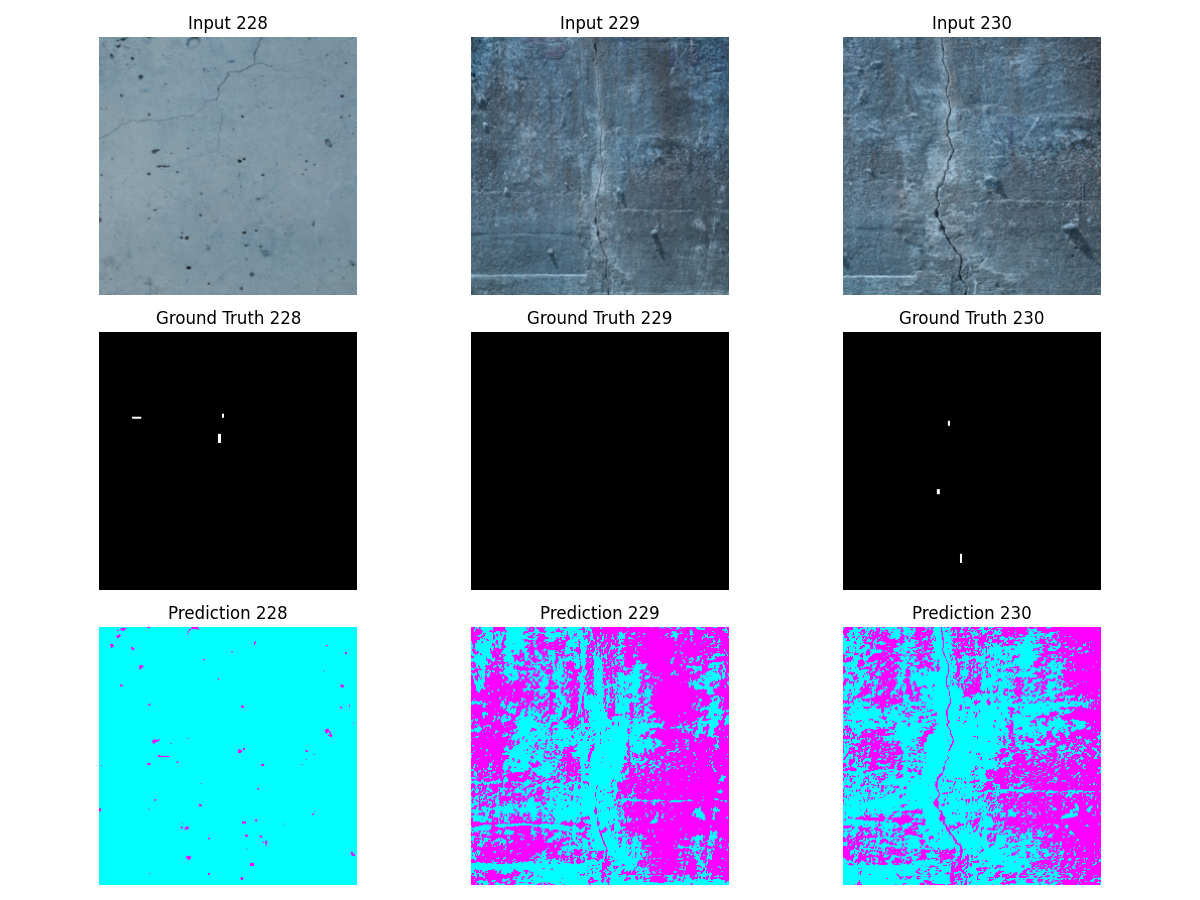 Input 228
Input 229
Input 230
Ground Truth 228
Ground Truth 229
Ground Truth 230
Prediction 228
Prediction 229
Prediction 230